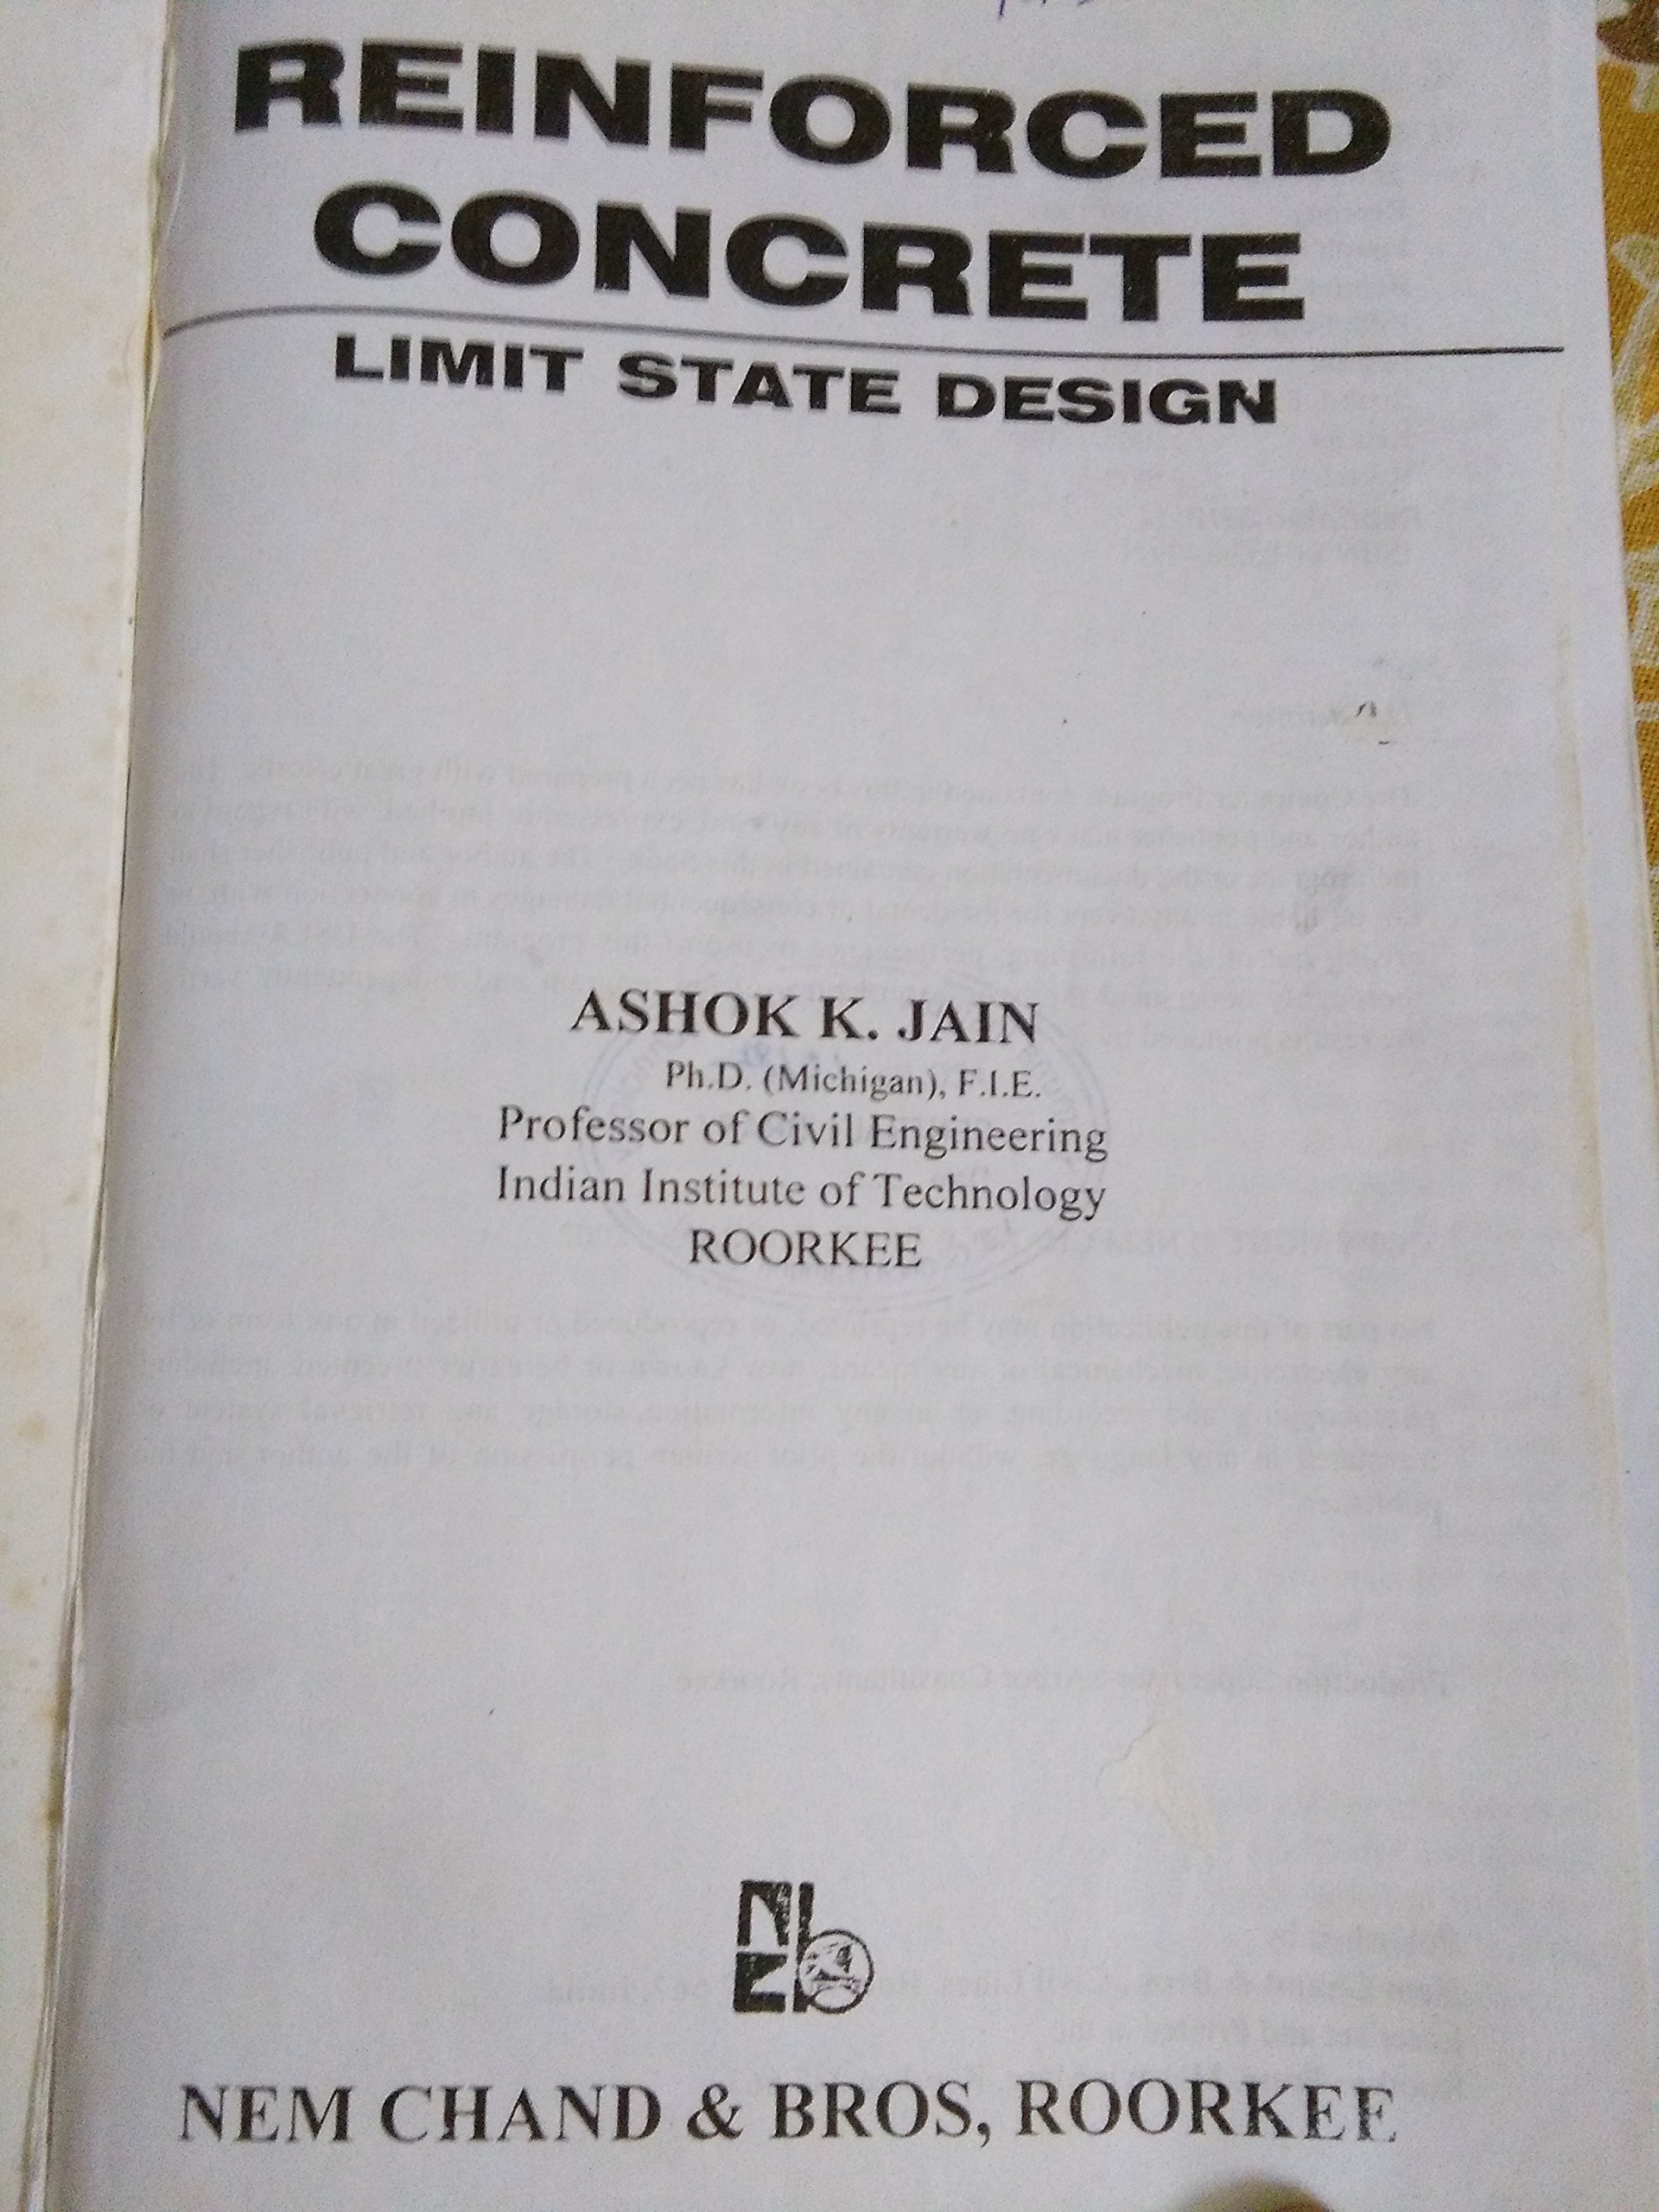 REINFORCED
CONCRETE
LIMIT STATE DESIGN
ASHOK K. JAIN
Ph.D. (Michigan), F.I.E.
Professor of Civil Engineering
Indian Institute of Technology
ROORKEE
NEM CHAND & BROS, ROORKEE